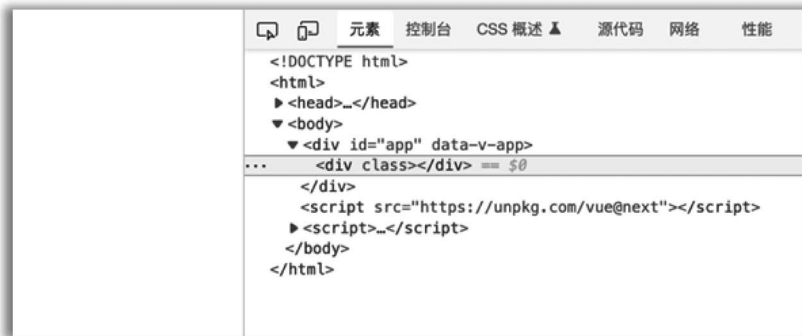 元素 控制台 CSS 概述 源代码 网络 性能
<!DOCTYPE html>
<html>
▶<head>…</head>
▼<body>
▼<div id="app" data-v-app>
··· <div class></div> == $0
</div>
<script src="https://unpkg.com/vue@next"></script>
▶<script>…</script>
</body>
</html>